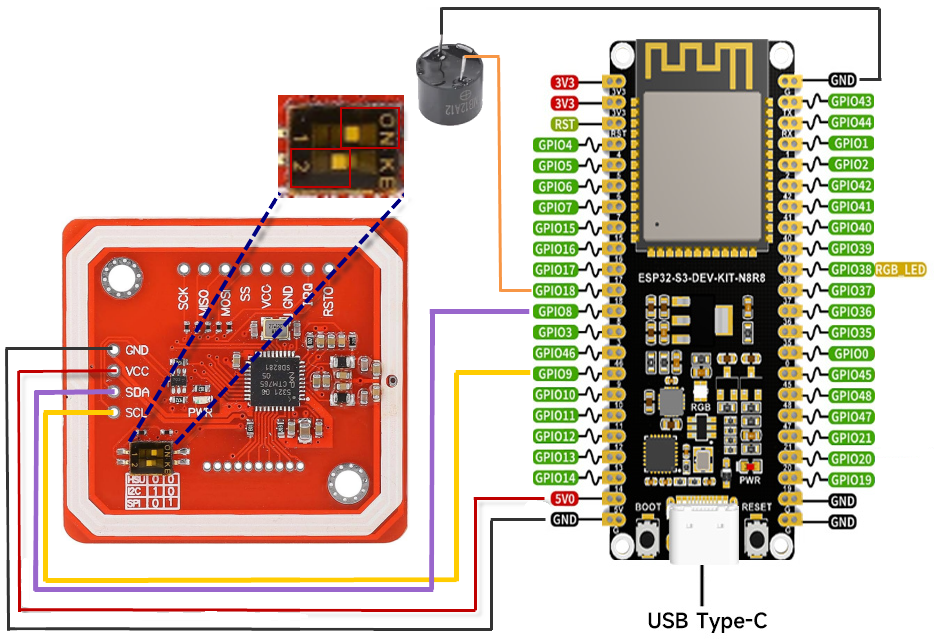 GND
3V3
GPIO43
3V3
GPIO44
RST
GPIO1
GPIO4
GPIO2
GPIO5
GPIO42
GPIO6
GPIO41
GPIO7
GPIO40
GPIO15
GPIO39
GPIO16
GPIO38 RGB_LED
GPIO17
GPIO37
GPIO18
GPIO36
GPIO8
GPIO35
GPIO3
GPIO0
GPIO46
GPIO45
GPIO9
GPIO48
GPIO10
GPIO47
GPIO11
GPIO21
GPIO12
GPIO20
GPIO13
GPIO19
GPIO14
GND
5V0
GND
GND
ESP32-S3-DEV-KIT-N8R8
RGB
PWR
BOOT
RESET
USB Type-C
ON KE
1
2
SCK
MISO
MOSI
SS
VCC
GND
IRQ
RSTO
GND
VCC
SDA
SCL
PWR
ON KE
1
2
HSU 0 0
I2C 1 0
SPI 0 1